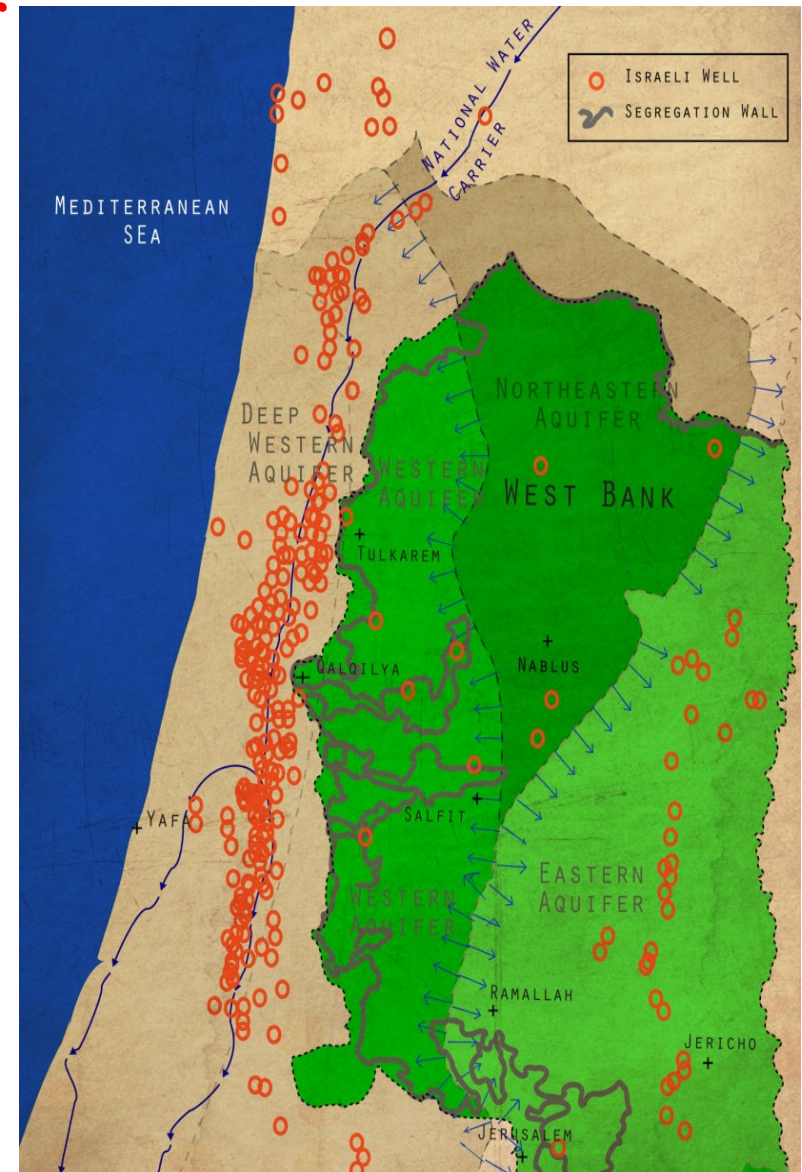 Israeli Well
Segregation Wall
National Water
Carrier
Mediterranean
Sea
Northeastern
Aquifer
Deep
Western
Aquifer
Western
Aquifer
West Bank
Tulkarem
Qalqilya
Nablus
Yafa
Salfit
Eastern
Aquifer
Western
Aquifer
Ramallah
Jericho
Jerusalem